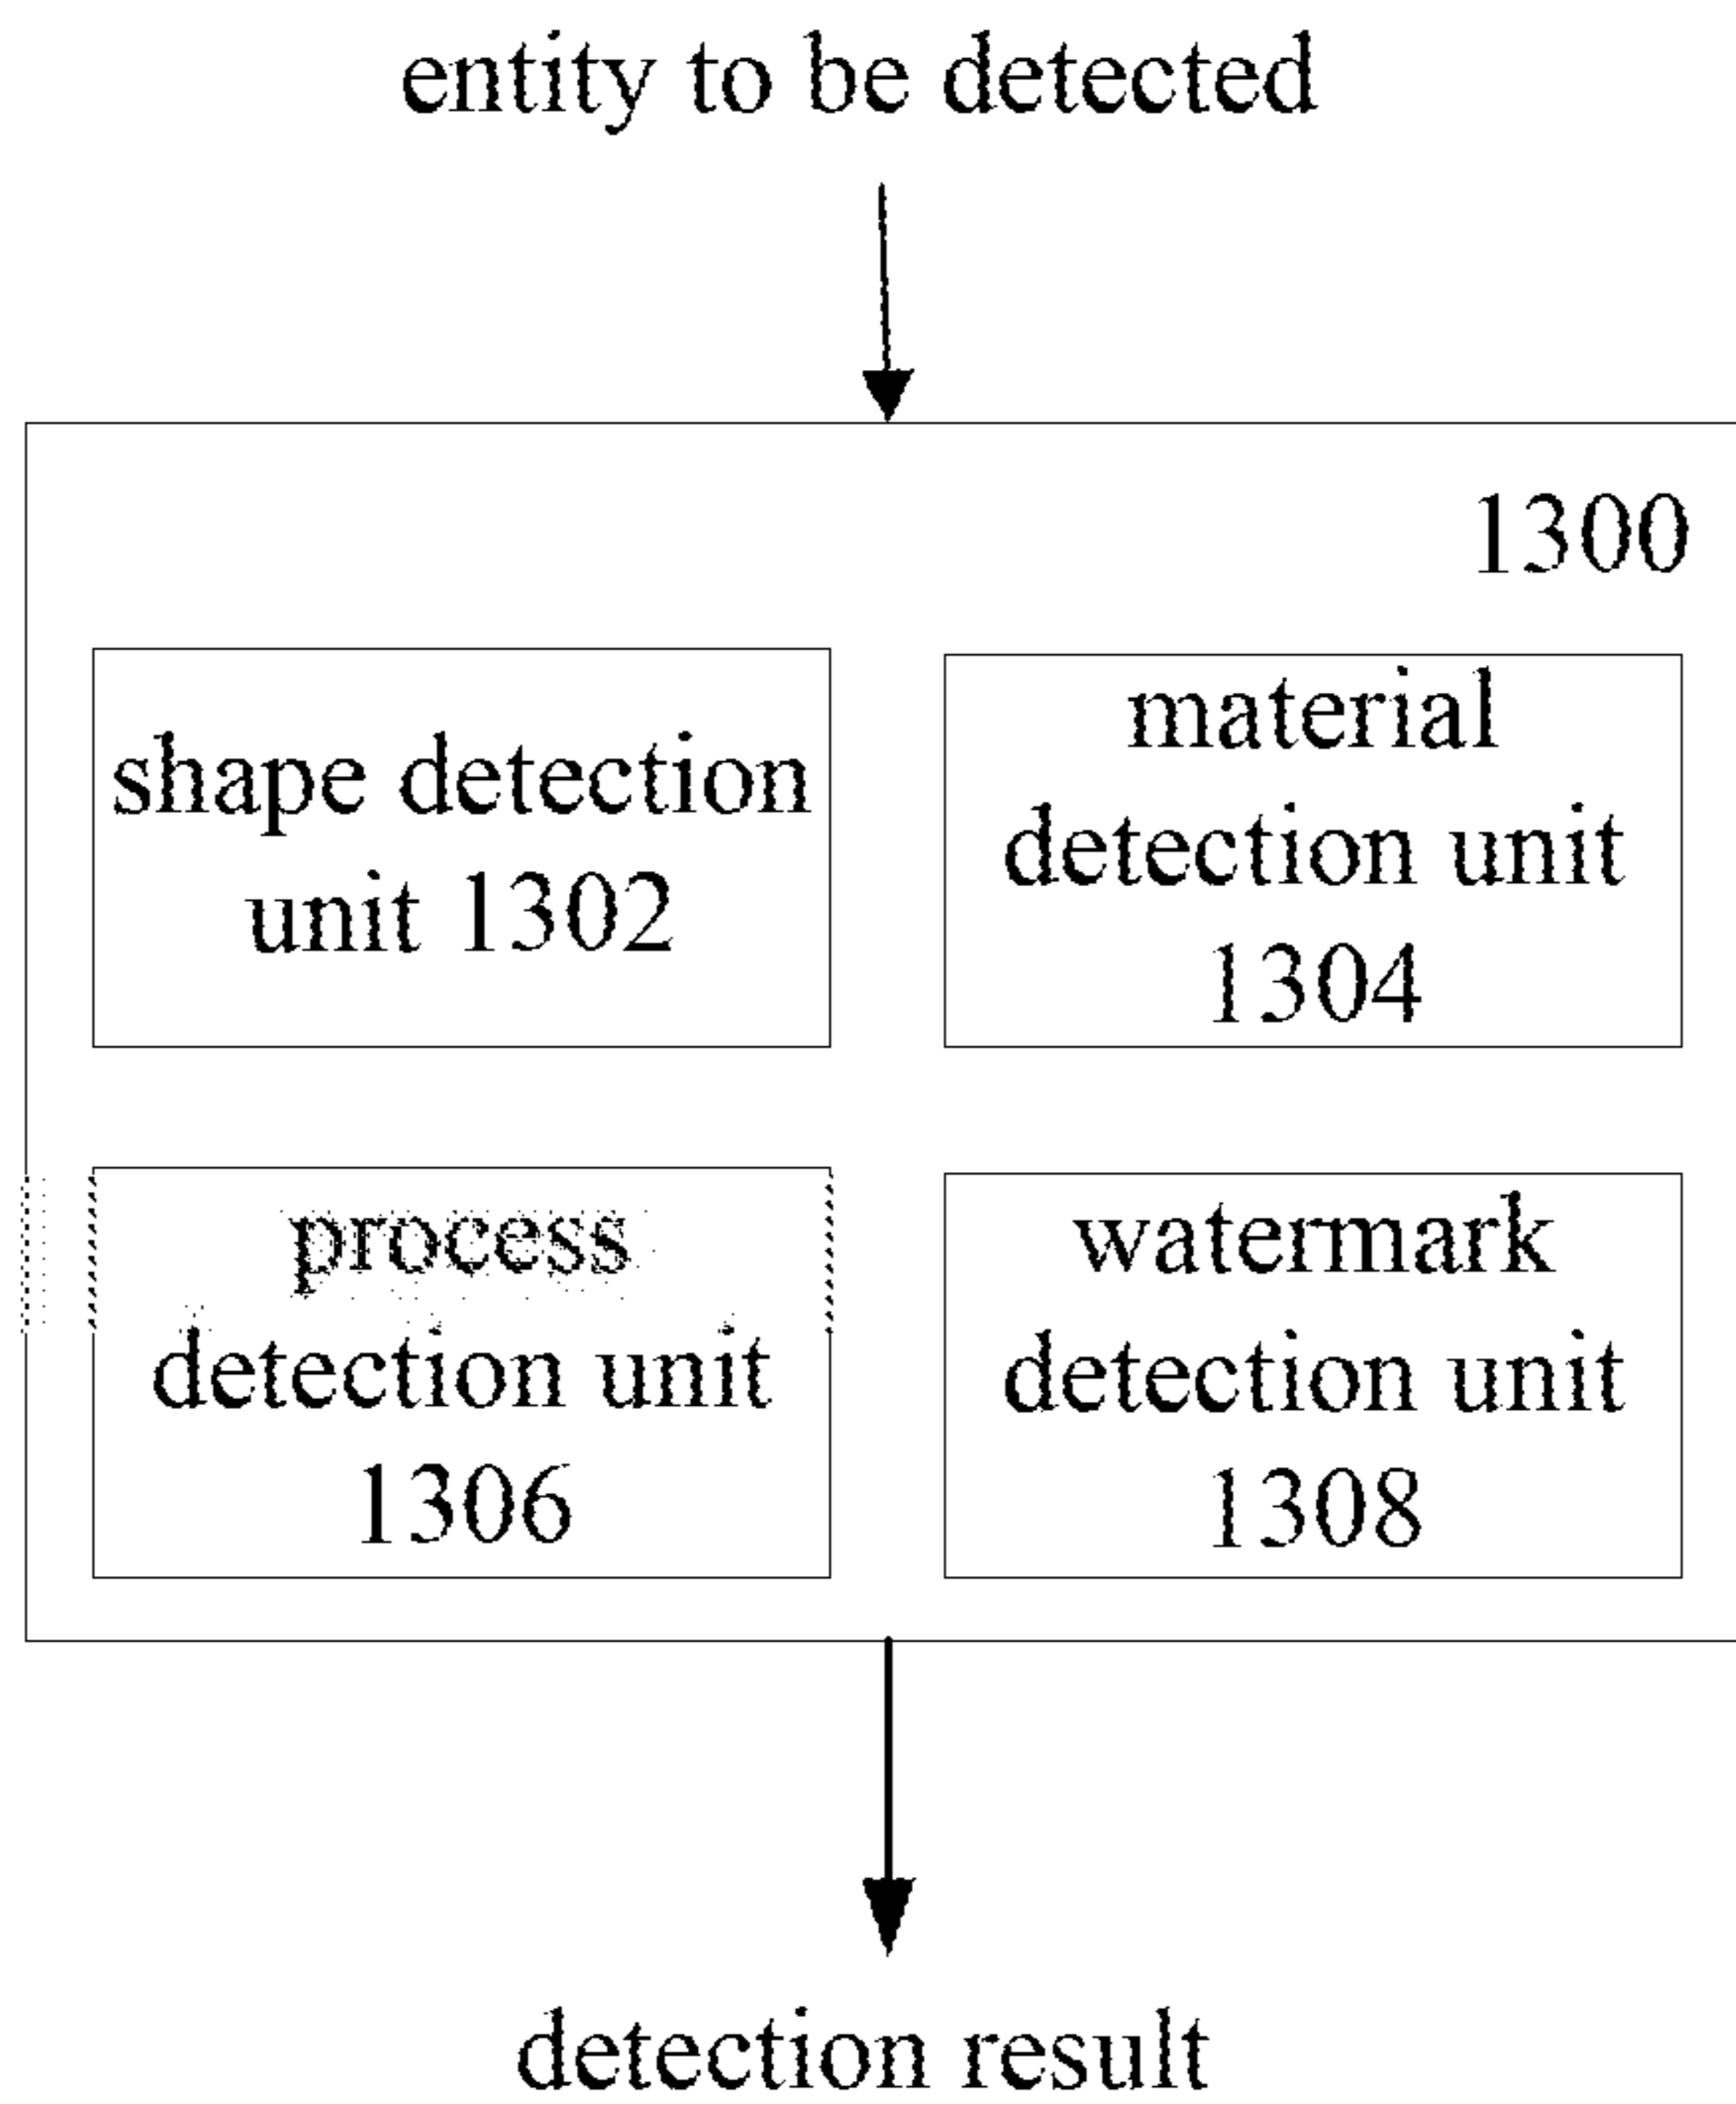 entity to be detected
1300
shape detection
unit 1302
material
detection unit
1304
process
detection unit
1306
watermark
detection unit
1308
detection result